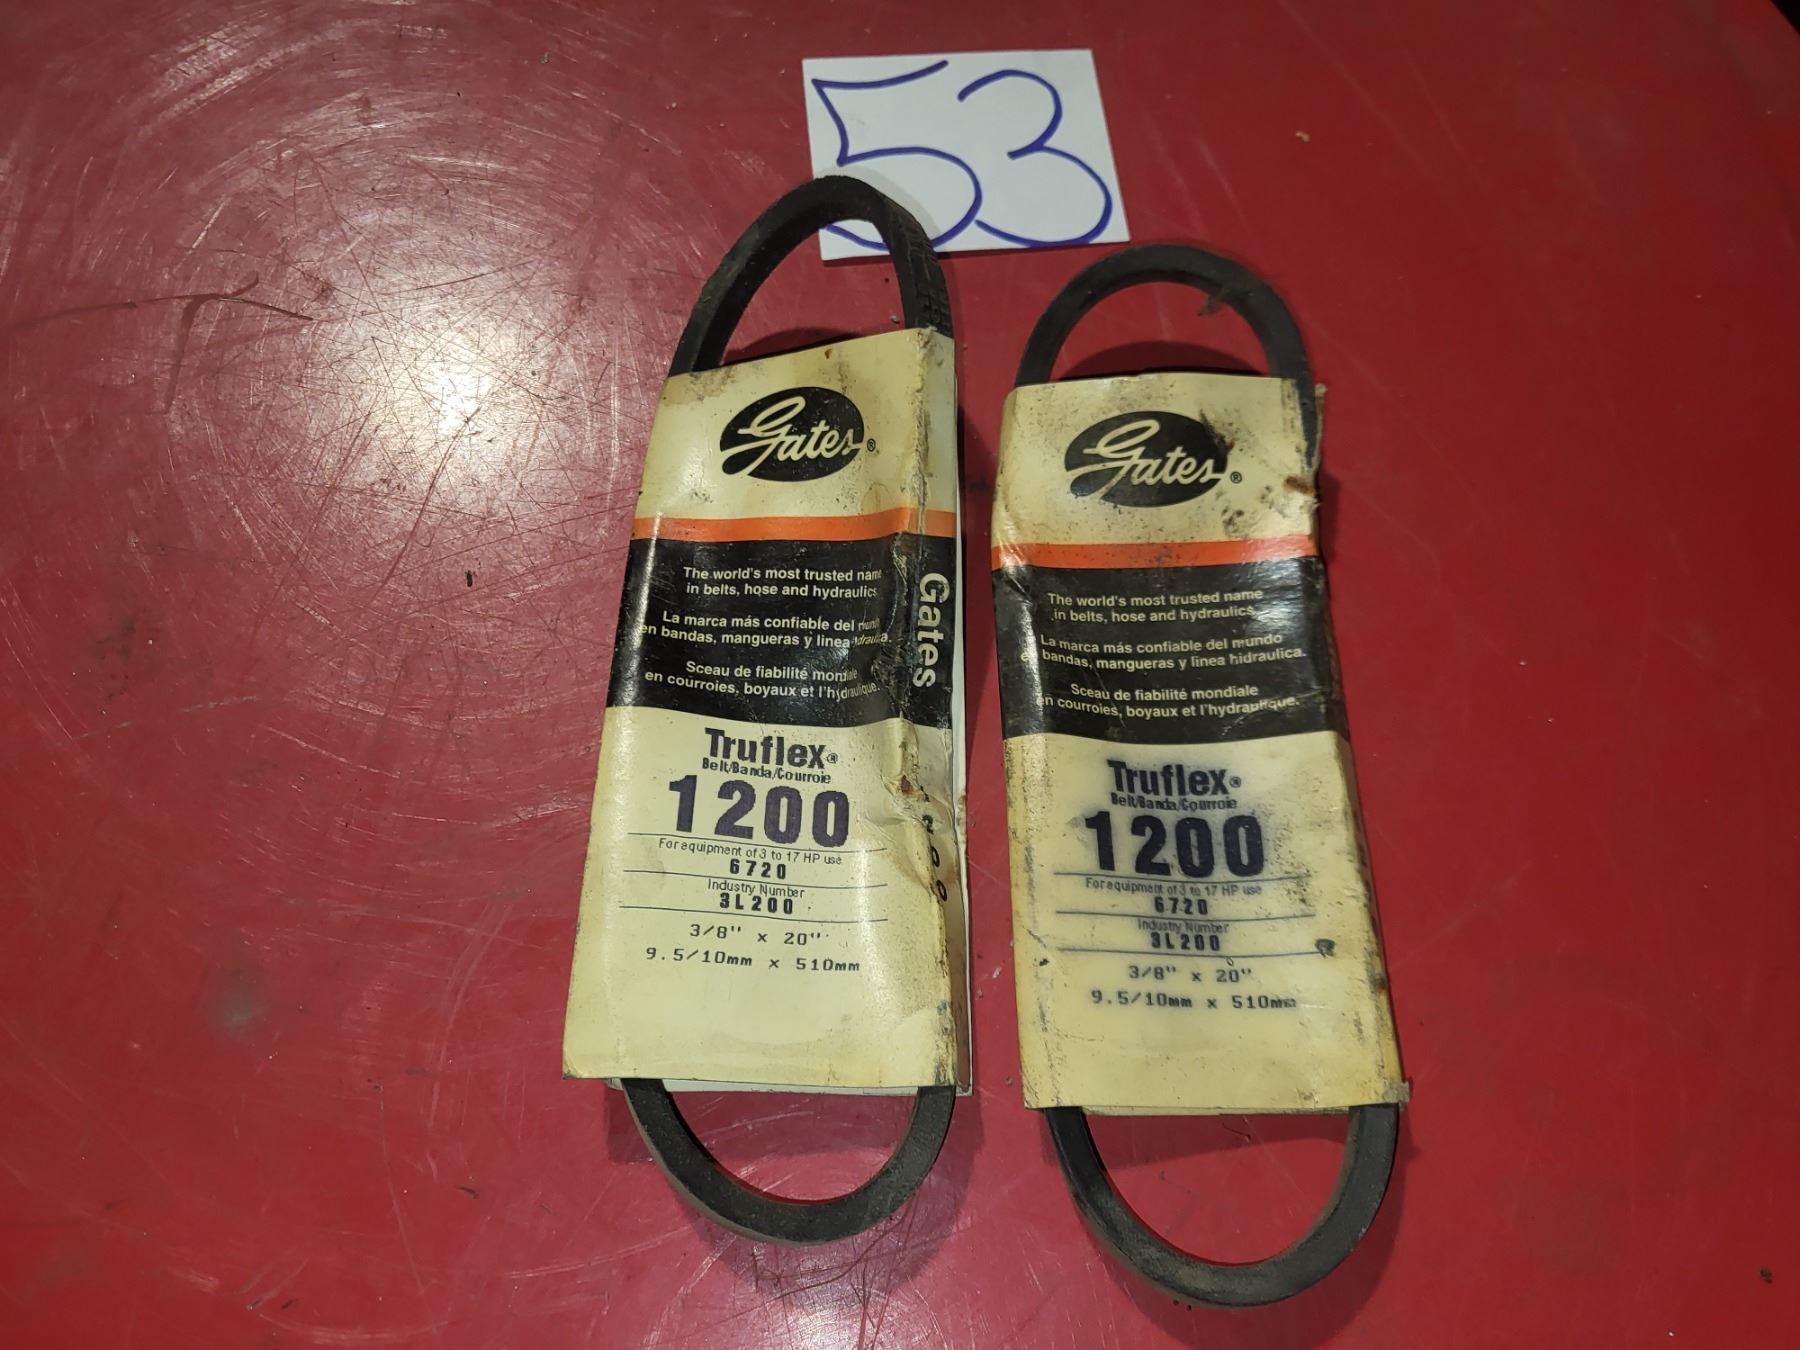 53
Gates®
The world's most trusted name
in belts, hose and hydraulics
La marca más confiable del mundo
en bandas, mangueras y linea hidraulica.
Sceau de fiabilité mondiale
en courroies, boyaux et l'hydraulique.
Truflex®
Belt/Banda/Courroie
1200
For equipment of 3 to 17 HP use
6720
Industry Number
3L200
3/8" x 20"
9.5/10mm x 510mm
Gates
1200
Gates®
The world's most trusted name
in belts, hose and hydraulics.
La marca más confiable del mundo
en bandas, mangueras y linea hidraulica.
Sceau de fiabilité mondiale
en courroies, boyaux et l'hydraulique.
Truflex®
Belt/Banda/Courroie
1200
For equipment of 3 to 17 HP use
6720
Industry Number
3L200
3/8" x 20"
9.5/10mm x 510mm